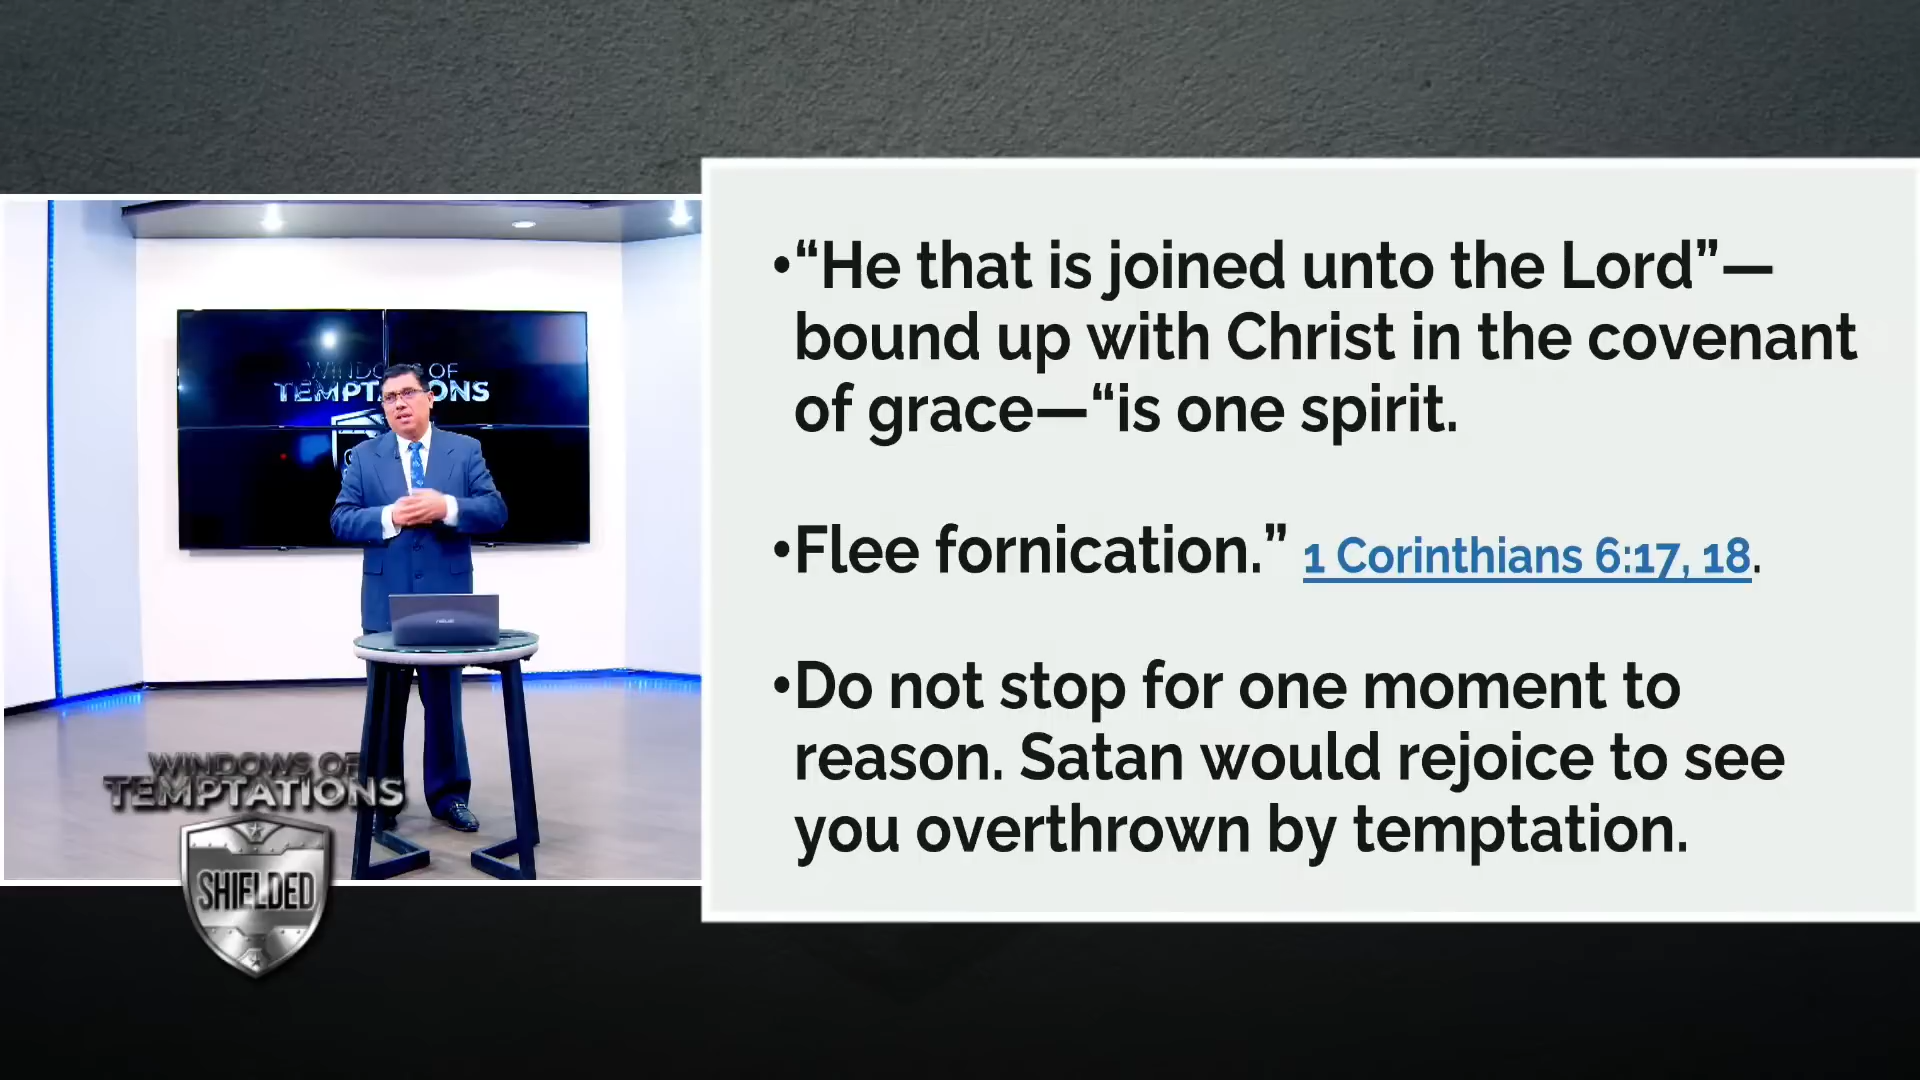 •“He that is joined unto the Lord”—
bound up with Christ in the covenant
of grace—“is one spirit.
•Flee fornication.” 1 Corinthians 6:17, 18.
•Do not stop for one moment to
reason. Satan would rejoice to see
you overthrown by temptation.
WINDOWS OF
TEMPTATIONS
SHIELDED